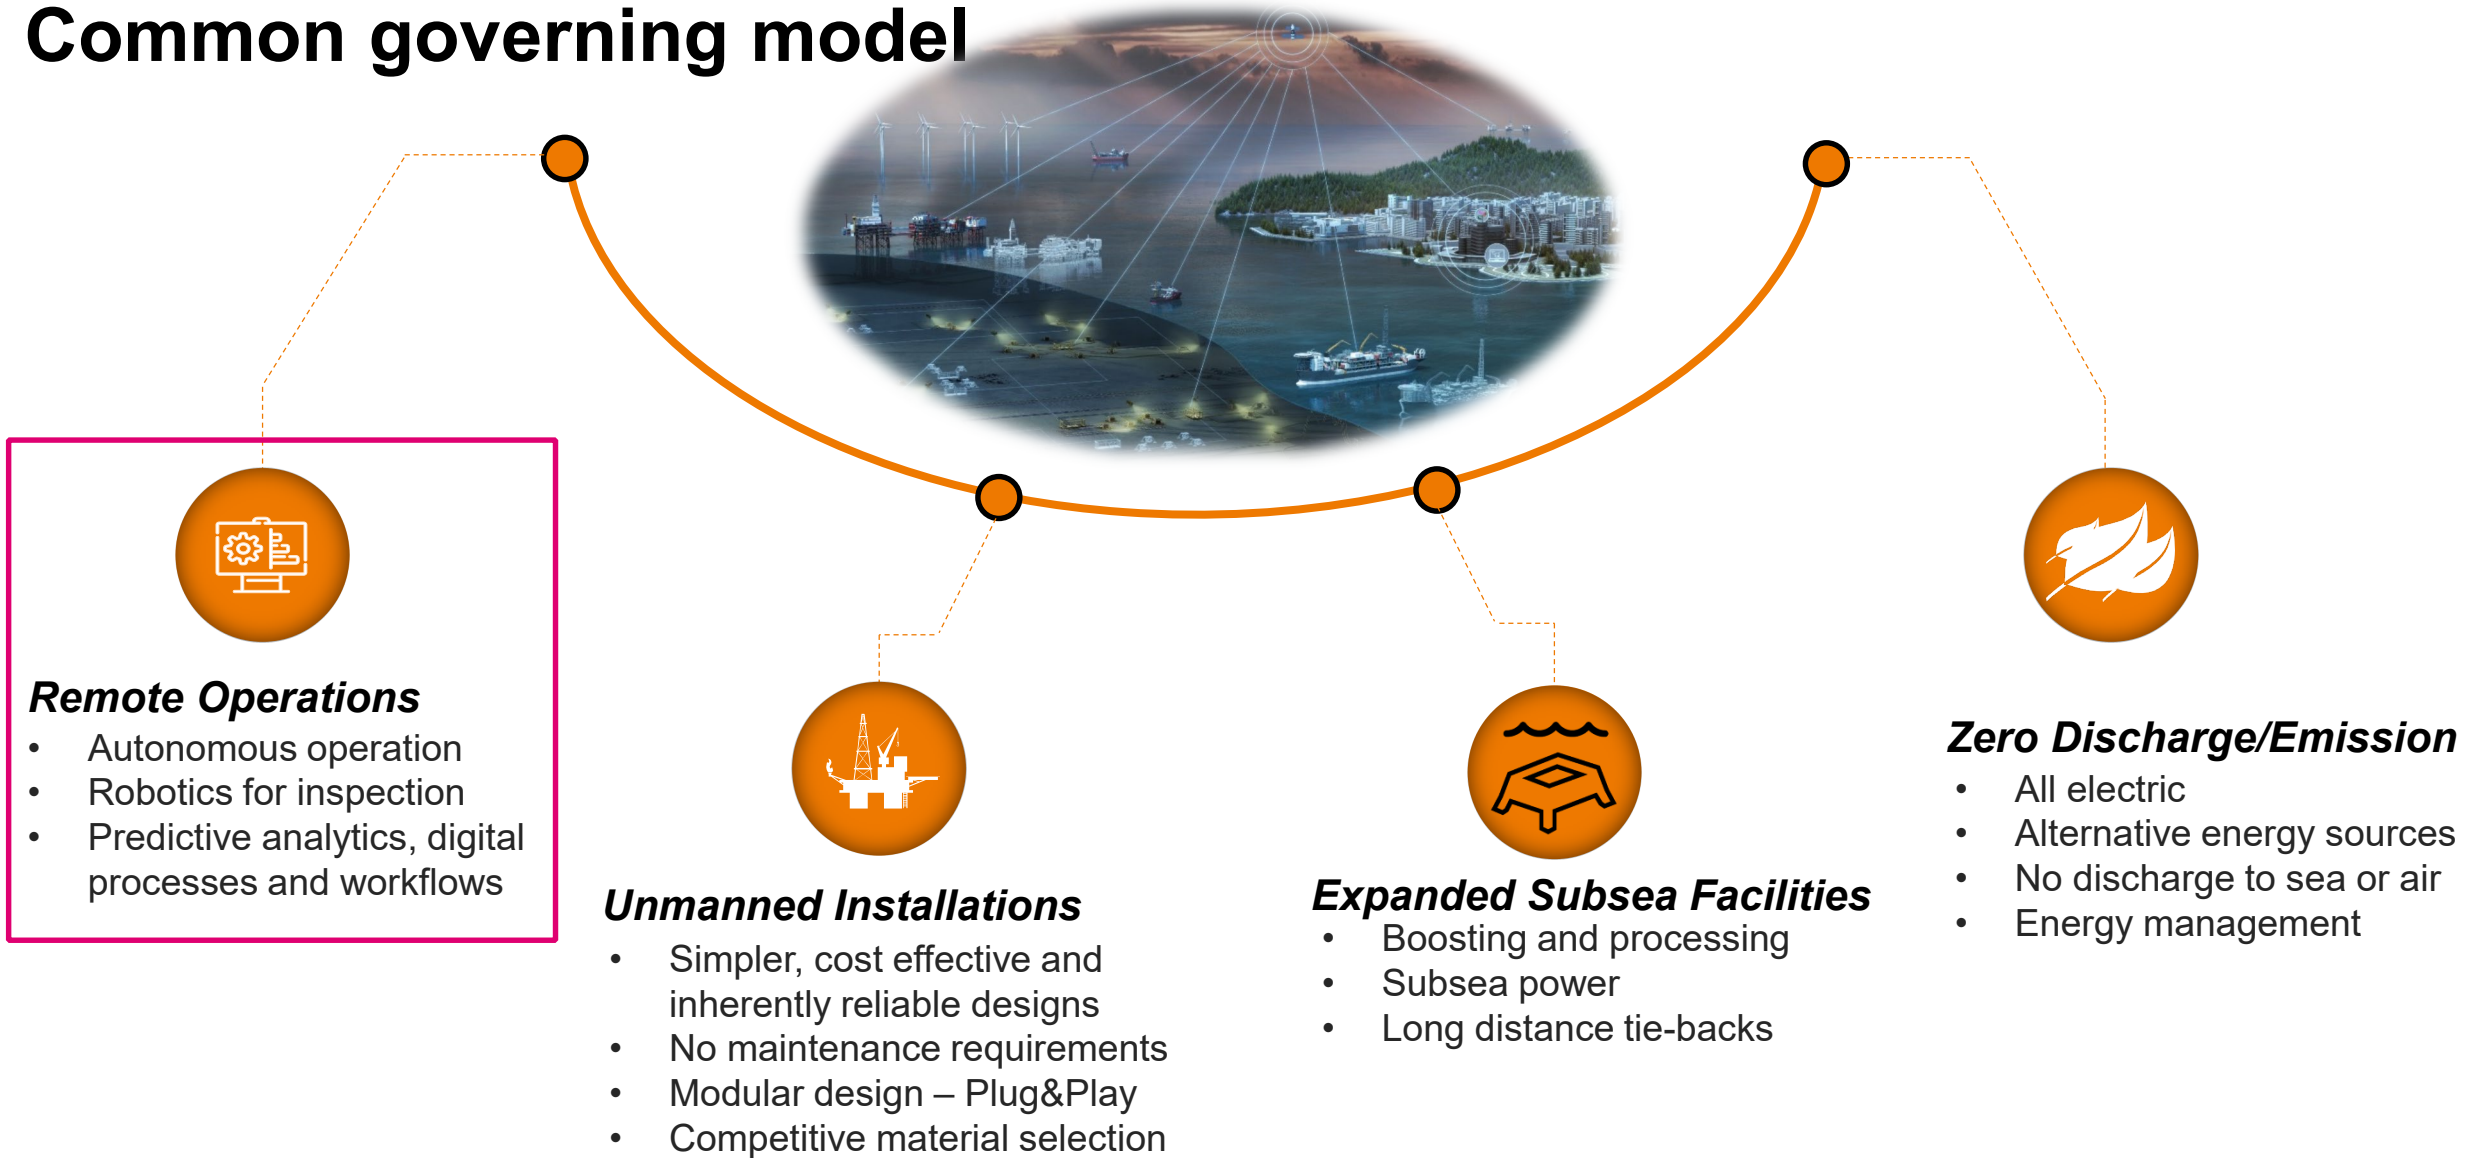 Common governing model
Remote Operations
• Autonomous operation
• Robotics for inspection
• Predictive analytics, digital
processes and workflows
Unmanned Installations
• Simpler, cost effective and
inherently reliable designs
• No maintenance requirements
• Modular design – Plug&Play
• Competitive material selection
Expanded Subsea Facilities
• Boosting and processing
• Subsea power
• Long distance tie-backs
Zero Discharge/Emission
• All electric
• Alternative energy sources
• No discharge to sea or air
• Energy management